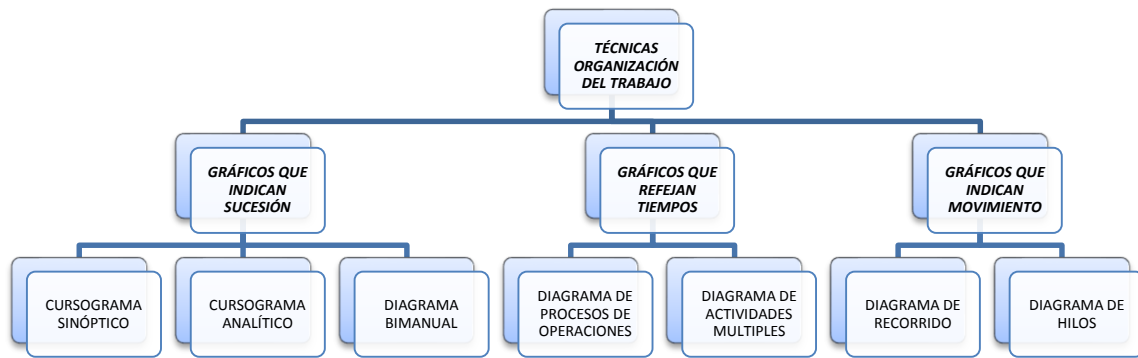 TÉCNICAS
ORGANIZACIÓN
DEL TRABAJO
GRÁFICOS QUE
INDICAN
SUCESIÓN
GRÁFICOS QUE
REFEJAN
TIEMPOS
GRÁFICOS QUE
INDICAN
MOVIMIENTO
CURSOGRAMA
SINÓPTICO
CURSOGRAMA
ANALÍTICO
DIAGRAMA
BIMANUAL
DIAGRAMA DE
PROCESOS DE
OPERACIONES
DIAGRAMA DE
ACTIVIDADES
MULTIPLES
DIAGRAMA DE
RECORRIDO
DIAGRAMA DE
HILOS